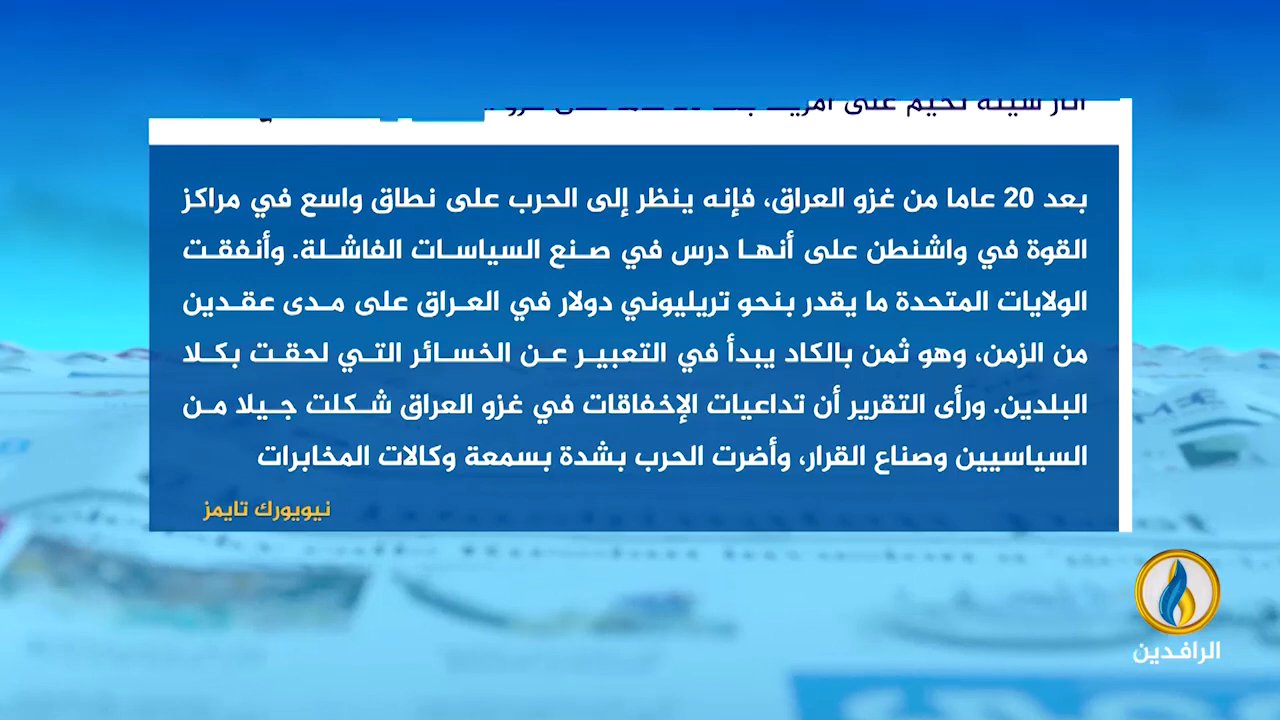 بعد 20 عاما من غزو العراق، فإنه ينظر إلى الحرب على نطاق واسع في مراكز
القوة في واشنطن على أنها درس في صنع السياسات الفاشلة. وأنفقت
الولايات المتحدة ما يقدر بنحو تريليوني دولار في العراق على مدى عقدين
من الزمن، وهو ثمن بالكاد يبدأ في التعبير عن الخسائر التي لحقت بكلا
البلدين. ورأى التقرير أن تداعيات الإخفاقات في غزو العراق شكلت جيلا من
السياسيين وصناع القرار، وأضرت الحرب بشدة بسمعة وكالات المخابرات
نيويورك تايمز
الرافدين